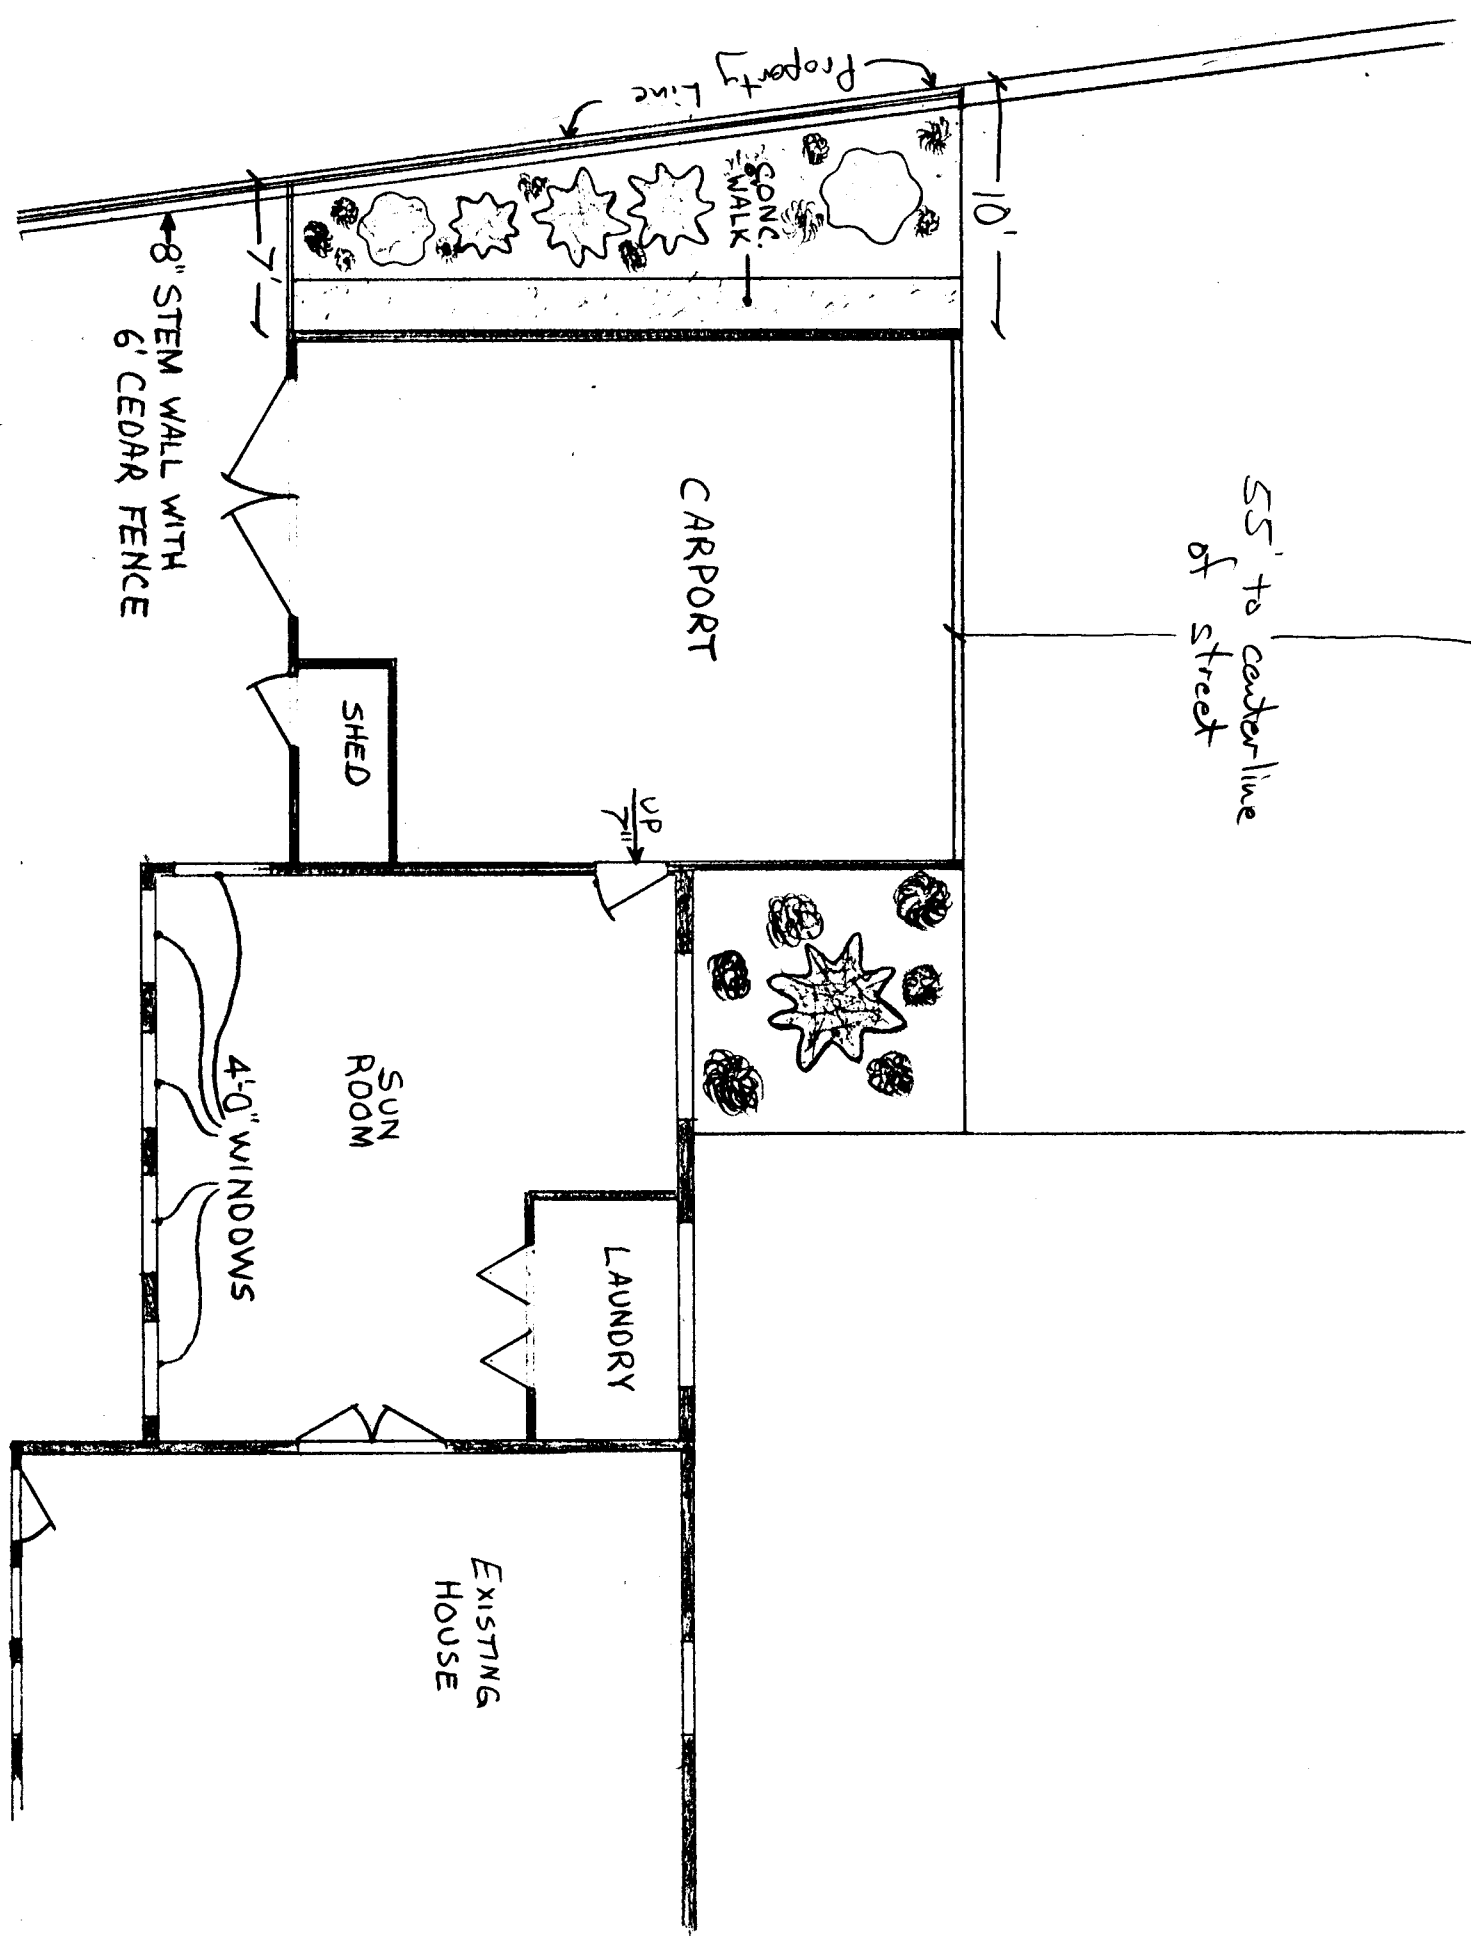 Property Line
10'
7'
CONC.
WALK
8" STEM WALL WITH
6' CEDAR FENCE
55' to centerline
of street
CARPORT
SHED
UP
7"
4'-0" WINDOWS
SUN
ROOM
LAUNDRY
EXISTING
HOUSE